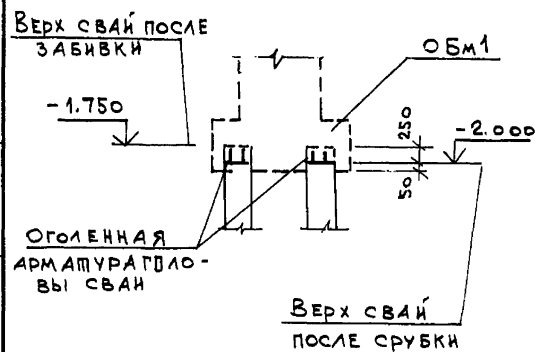 ВЕРХ СВАЙ ПОСЛЕ
ЗАБИВКИ
ОБм1
-1.750
250
-2.000
50
ОГОЛЕННАЯ
АРМАТУРА ГОЛО-
ВЫ СВАИ
ВЕРХ СВАЙ
ПОСЛЕ СРУБКИ